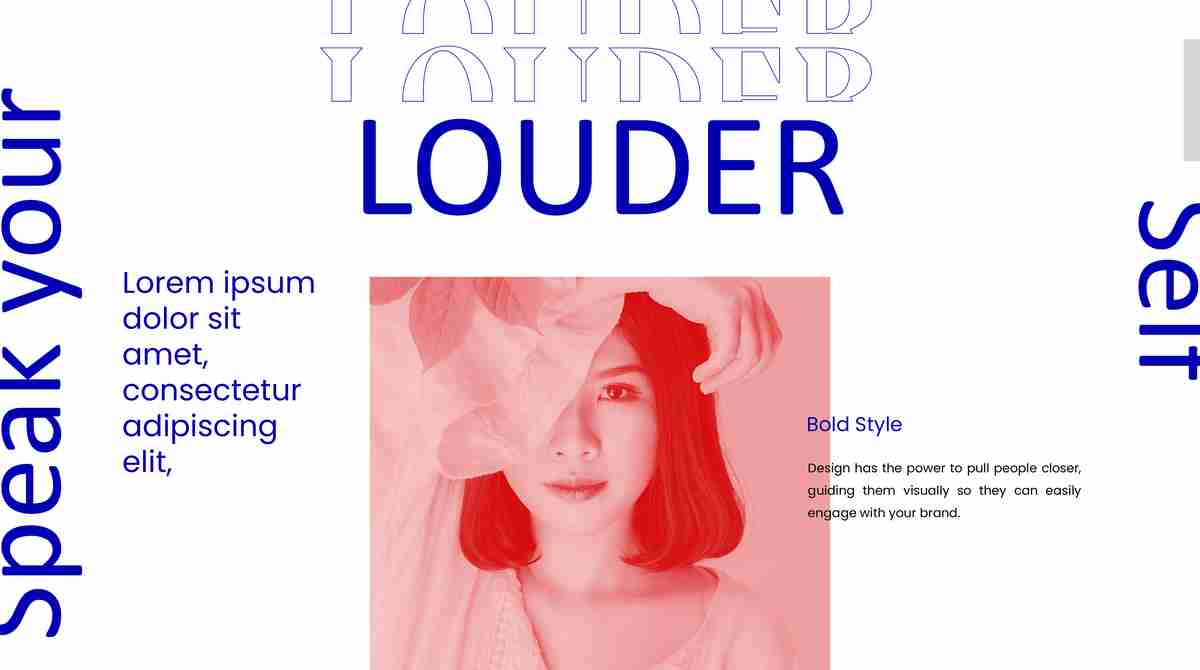 LOUDER
LOUDER
LOUDER
Speak your
Self
Lorem ipsum
dolor sit
amet,
consectetur
adipiscing
elit,
Bold Style
Design has the power to pull people closer,
guiding them visually so they can easily
engage with your brand.